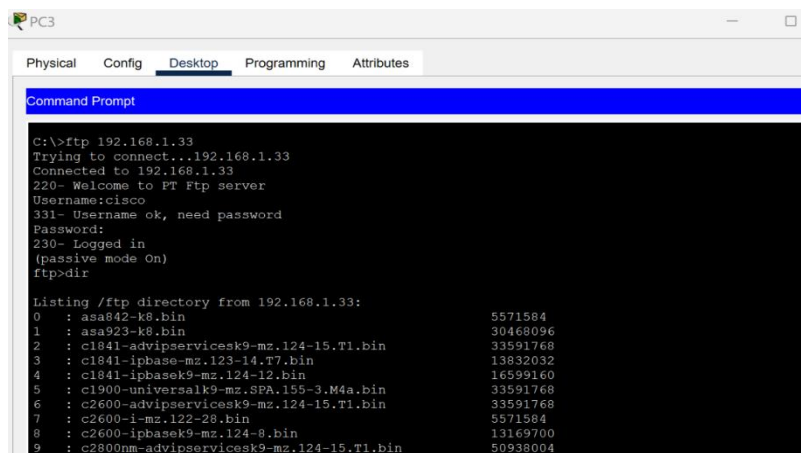 PC3
Physical Config Desktop Programming Attributes
Command Prompt
C:\>ftp 192.168.1.33
Trying to connect...192.168.1.33
Connected to 192.168.1.33
220- Welcome to PT Ftp server
Username:cisco
331- Username ok, need password
Password:
230- Logged in
(passive mode On)
ftp>dir
Listing /ftp directory from 192.168.1.33:
0 : asa842-k8.bin 5571584
1 : asa923-k8.bin 30468096
2 : c1841-advipservicesk9-mz.124-15.T1.bin 33591768
3 : c1841-ipbase-mz.123-14.T7.bin 13832032
4 : c1841-ipbasek9-mz.124-12.bin 16599160
5 : c1900-universalk9-mz.SPA.155-3.M4a.bin 33591768
6 : c2600-advipservicesk9-mz.124-15.T1.bin 33591768
7 : c2600-i-mz.122-28.bin 5571584
8 : c2600-ipbasek9-mz.124-8.bin 13169700
9 : c2800nm-advipservicesk9-mz.124-15.T1.bin 50938004